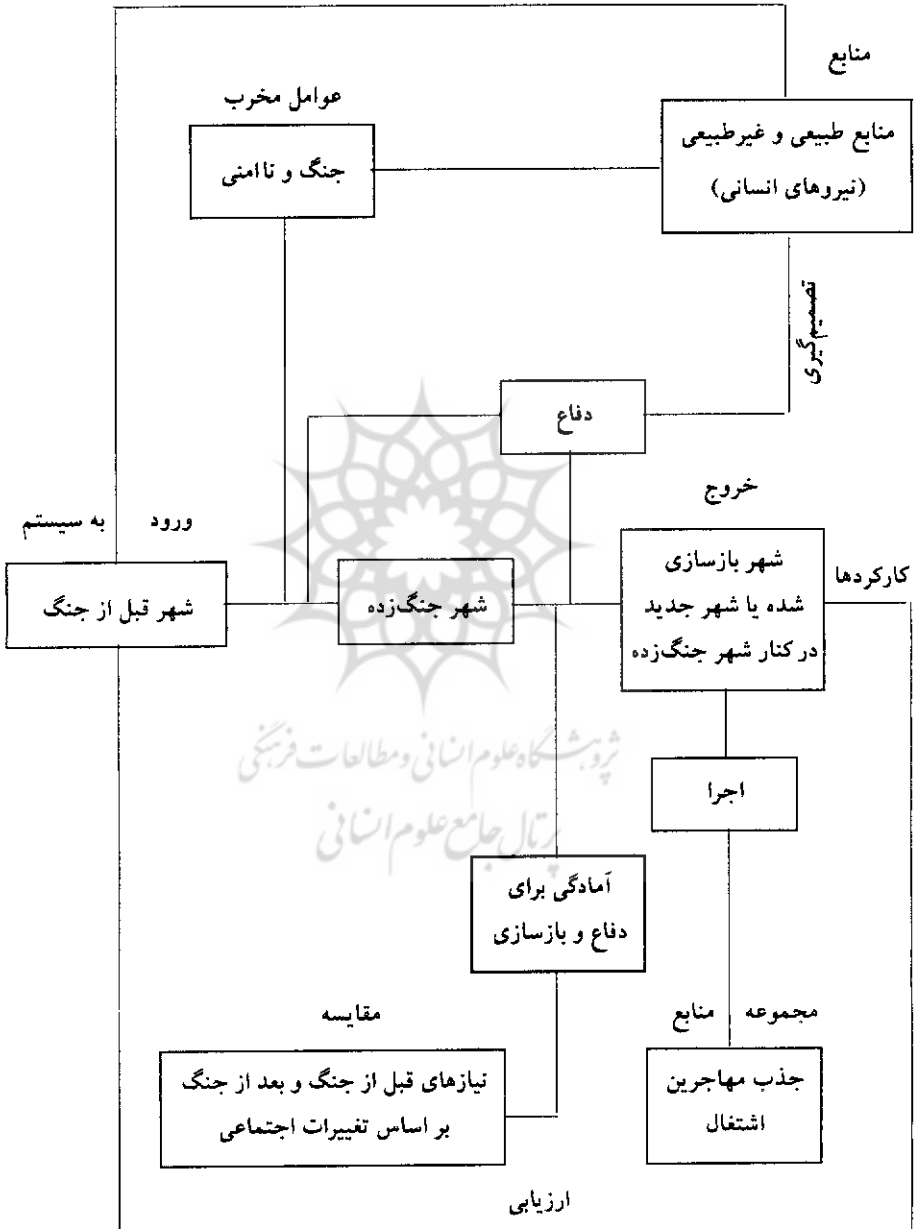 منابع
عوامل مخرب
منابع طبیعی و غیرطبیعی
(نیروهای انسانی)
جنگ و ناامنی
تصمیم‌گیری
دفاع
خروج
ورود به سیستم
شهر بازسازی
شده یا شهر جدید
در کنار شهر جنگ‌زده
کارکردها
شهر جنگ‌زده
شهر قبل از جنگ
پژوهشگاه علوم انسانی و مطالعات فرهنگی
پرتال جامع علوم انسانی
اجرا
آمادگی برای
دفاع و بازسازی
مجموعه منابع
مقایسه
جذب مهاجرین
اشتغال
نیازهای قبل از جنگ و بعد از جنگ
بر اساس تغییرات اجتماعی
ارزیابی